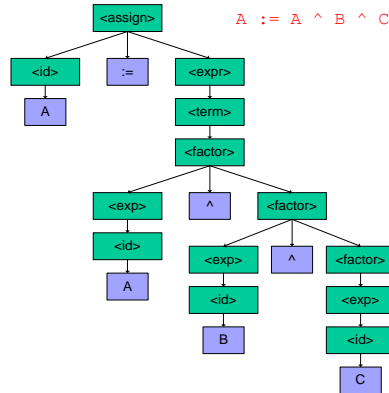 <assign> A := A ^ B ^ C
<id> := <expr>
A <term>
<factor>
<exp> ^ <factor>
<id> <exp> ^ <factor>
A <id> <exp>
B <id>
C